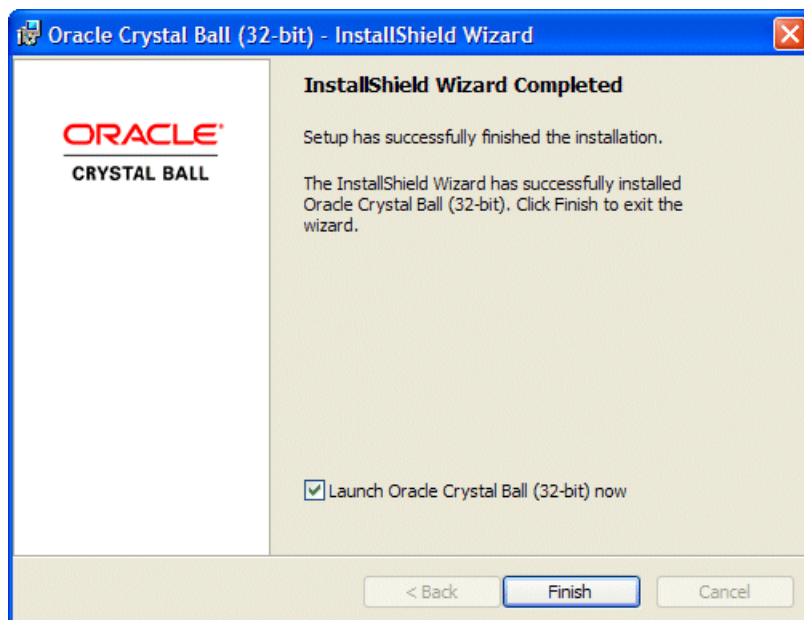 Oracle Crystal Ball (32-bit) - InstallShield Wizard
ORACLE
CRYSTAL BALL
InstallShield Wizard Completed
Setup has successfully finished the installation.
The InstallShield Wizard has successfully installed
Oracle Crystal Ball (32-bit). Click Finish to exit the
wizard.
Launch Oracle Crystal Ball (32-bit) now
< Back
Finish
Cancel